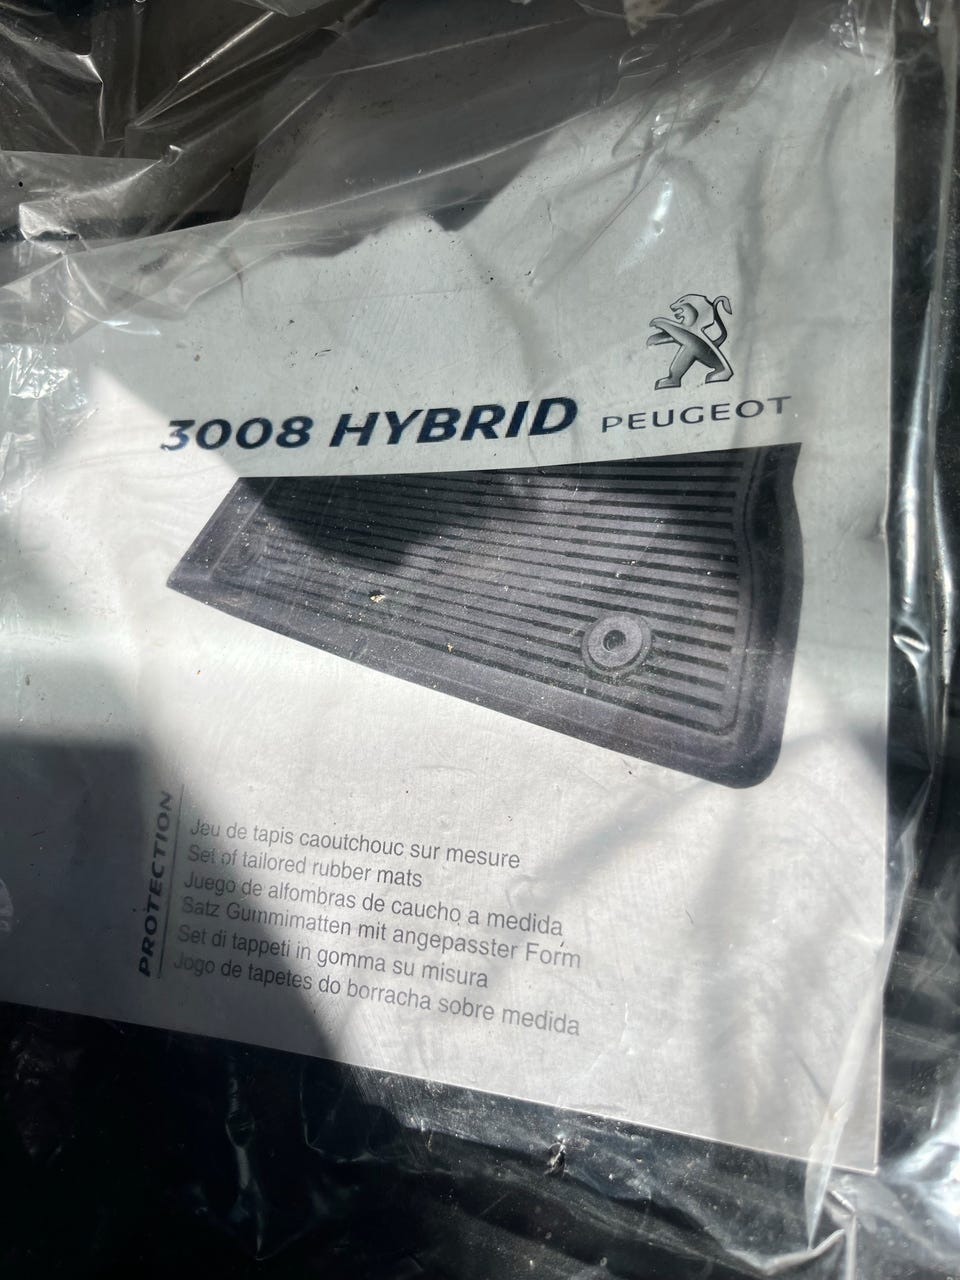 3008 HYBRID PEUGEOT
PROTECTION
Jeu de tapis caoutchouc sur mesure
Set of tailored rubber mats
Juego de alfombras de caucho a medida
Satz Gummimatten mit angepasster Form
Set di tappeti in gomma su misura
Jogo de tapetes do borracha sobre medida